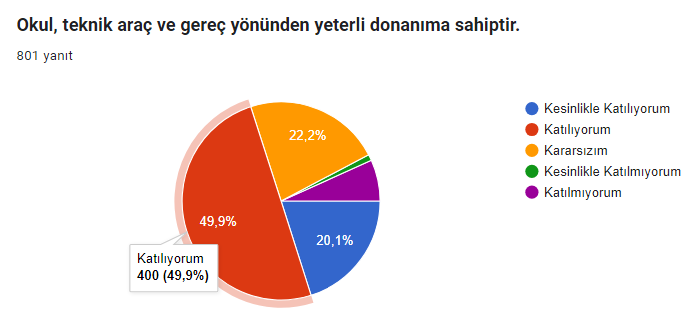 Okul, teknik araç ve gereç yönünden yeterli donanıma sahiptir.
801 yanıt
Kesinlikle Katılıyorum
Katılıyorum
Kararsızım
Kesinlikle Katılmıyorum
Katılmıyorum
22,2%
49,9%
20,1%
Katılıyorum
400 (49,9%)